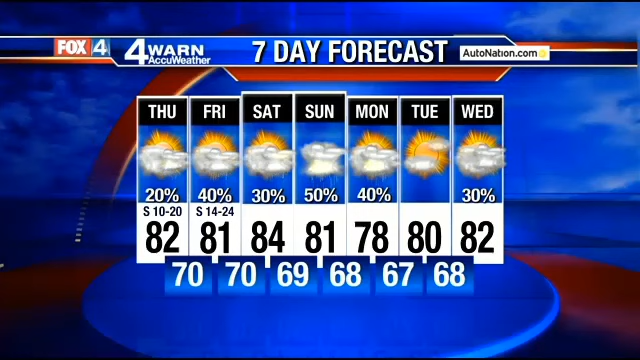 FOX 4
4WARN
AccuWeather
7 DAY FORECAST
AutoNation.com
THU FRI SAT SUN MON TUE WED
20% 40% 30% 50% 40% 30%
S 10-20 S 14-24
82 81 84 81 78 80 82
70 70 69 68 67 68